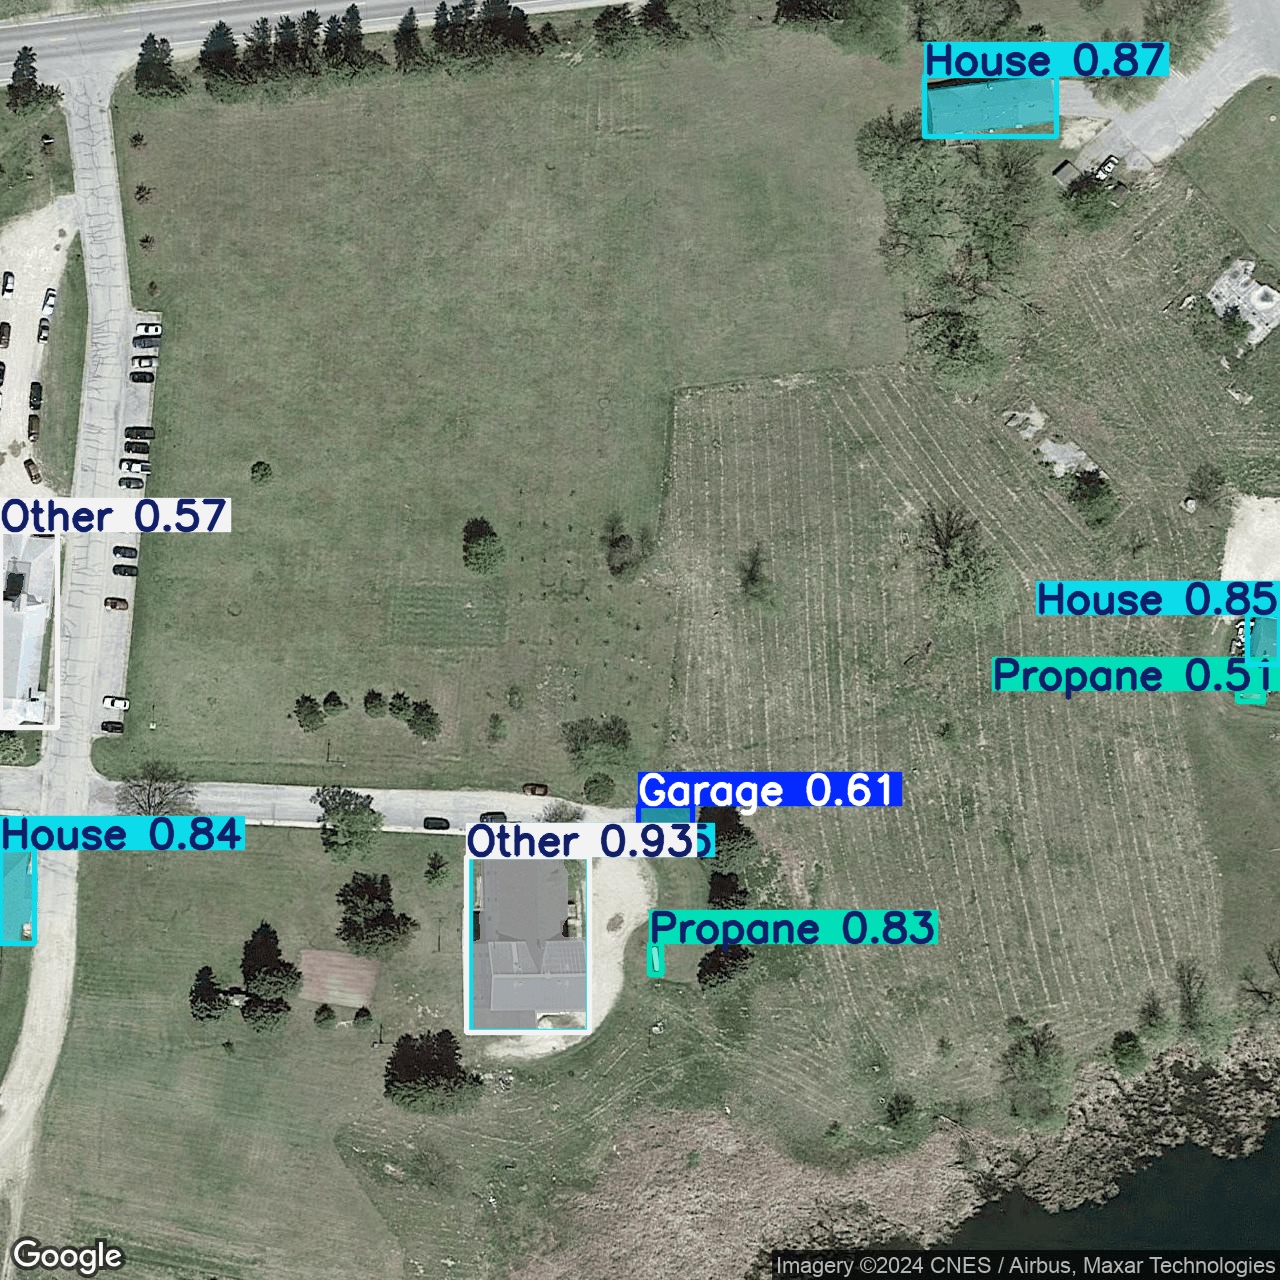 House 0.87
Other 0.57
House 0.85
Propane 0.51
Garage 0.61
House 0.84
Other 0.93
Propane 0.83
Google
Imagery ©2024 CNES / Airbus, Maxar Technologies